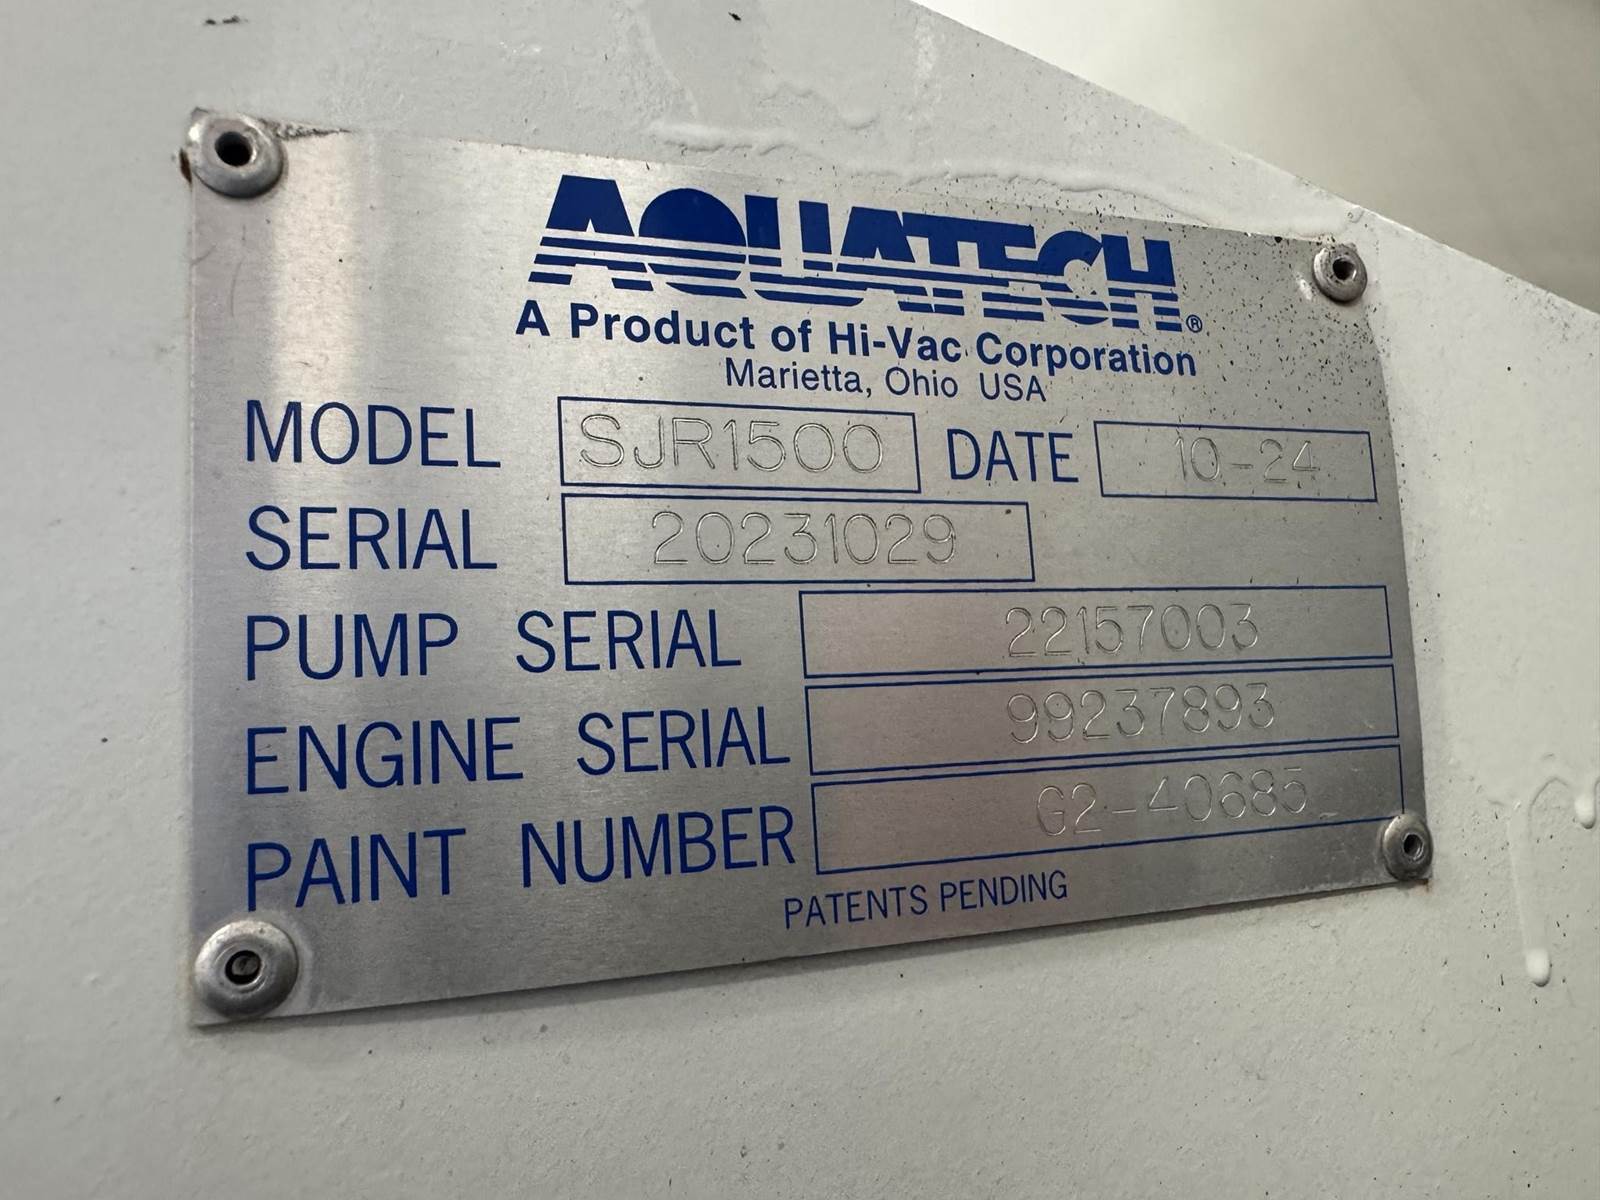 AQUATECH®
A Product of Hi-Vac Corporation
Marietta, Ohio USA
MODEL SJR1500 DATE 10-24
SERIAL 20231029
PUMP SERIAL 22157003
ENGINE SERIAL 99237893
PAINT NUMBER G2-40685
PATENTS PENDING